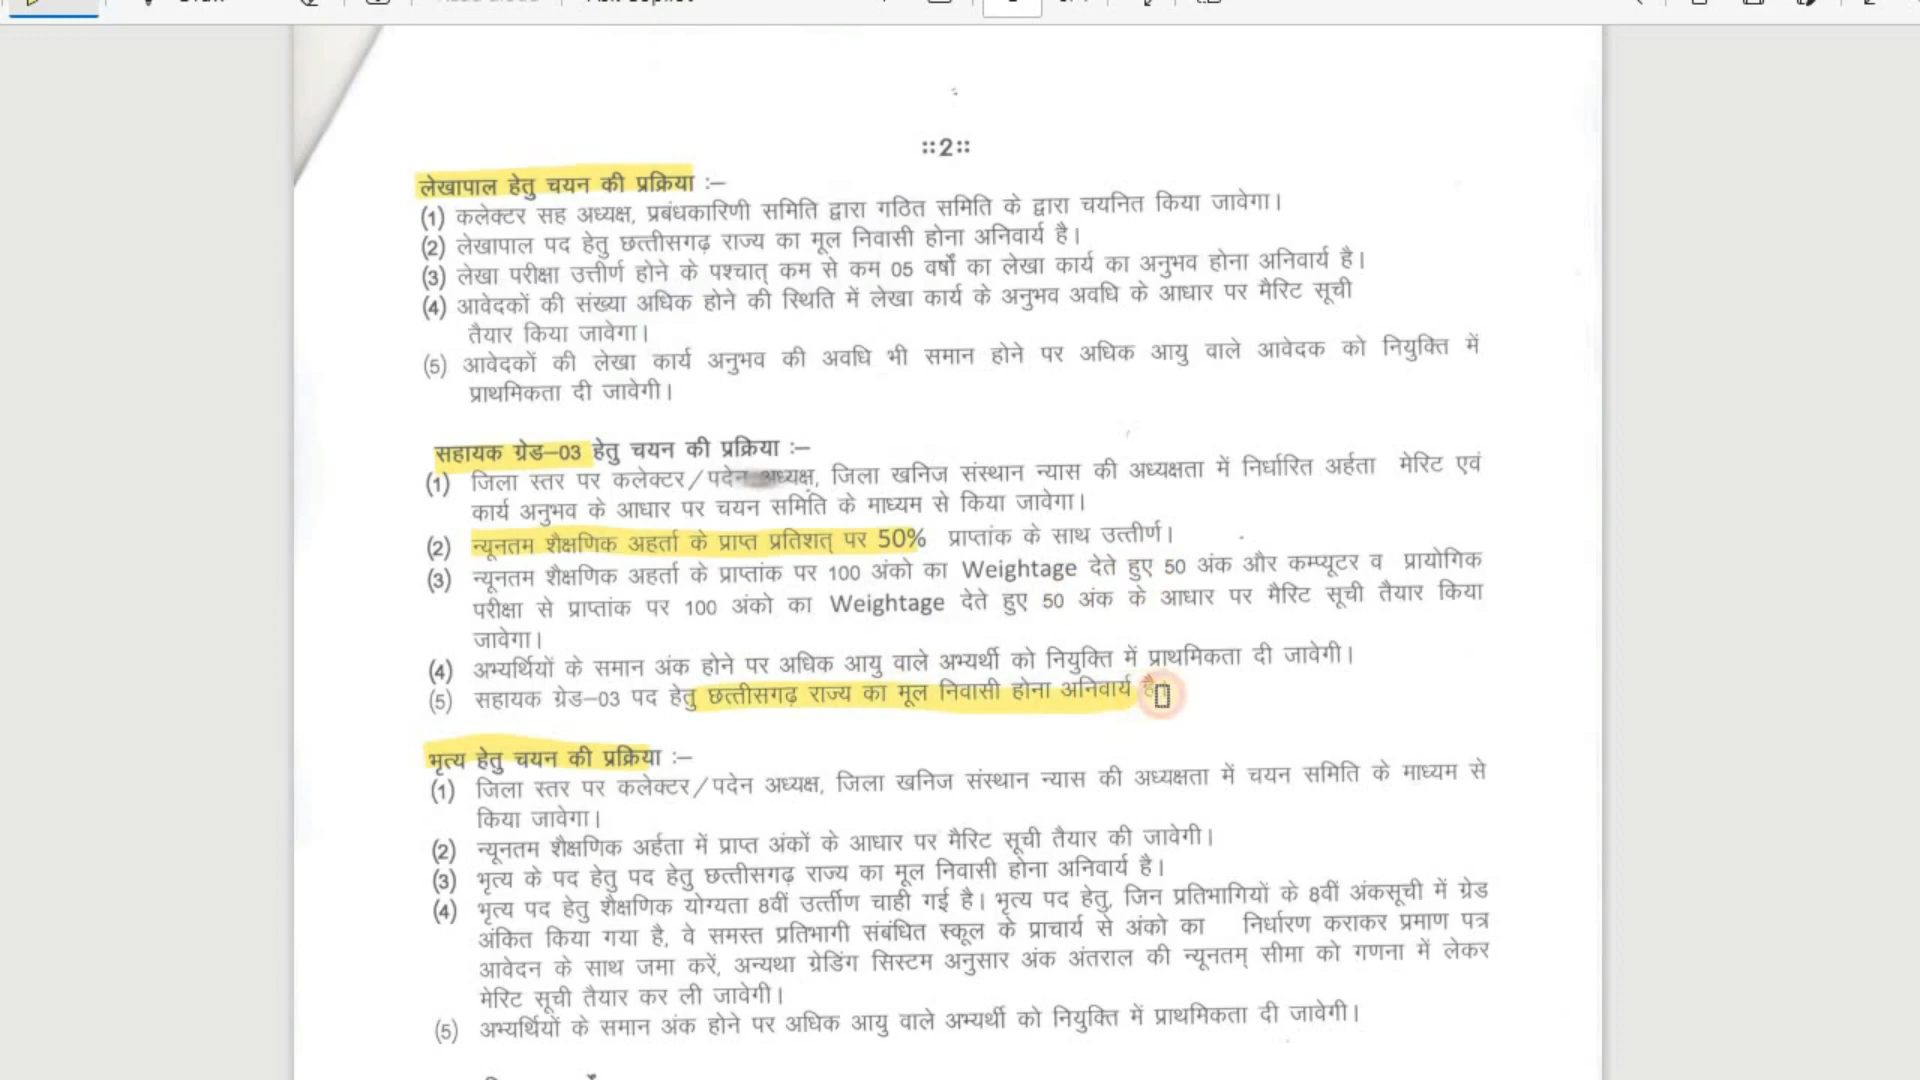 ::2::
लेखापाल हेतु चयन की प्रक्रिया :–
(1) कलेक्टर सह अध्यक्ष, प्रबंधकारिणी समिति द्वारा गठित समिति के द्वारा चयनित किया जावेगा।
(2) लेखापाल पद हेतु छत्तीसगढ़ राज्य का मूल निवासी होना अनिवार्य है।
(3) लेखा परीक्षा उत्तीर्ण होने के पश्चात् कम से कम 05 वर्षों का लेखा कार्य का अनुभव होना अनिवार्य है।
(4) आवेदकों की संख्या अधिक होने की स्थिति में लेखा कार्य के अनुभव अवधि के आधार पर मैरिट सूची
तैयार किया जावेगा।
(5) आवेदकों की लेखा कार्य अनुभव की अवधि भी समान होने पर अधिक आयु वाले आवेदक को नियुक्ति में
प्राथमिकता दी जावेगी।
सहायक ग्रेड–03 हेतु चयन की प्रक्रिया :–
(1) जिला स्तर पर कलेक्टर/पदेन अध्यक्ष, जिला खनिज संस्थान न्यास की अध्यक्षता में निर्धारित अर्हता मेरिट एवं
कार्य अनुभव के आधार पर चयन समिति के माध्यम से किया जावेगा।
(2) न्यूनतम शैक्षणिक अहर्ता के प्राप्त प्रतिशत् पर 50% प्राप्तांक के साथ उत्तीर्ण।
(3) न्यूनतम शैक्षणिक अहर्ता के प्राप्तांक पर 100 अंको का Weightage देते हुए 50 अंक और कम्प्यूटर व प्रायोगिक
परीक्षा से प्राप्तांक पर 100 अंको का Weightage देते हुए 50 अंक के आधार पर मैरिट सूची तैयार किया
जावेगा।
(4) अभ्यर्थियों के समान अंक होने पर अधिक आयु वाले अभ्यर्थी को नियुक्ति में प्राथमिकता दी जावेगी।
(5) सहायक ग्रेड–03 पद हेतु छत्तीसगढ़ राज्य का मूल निवासी होना अनिवार्य
भृत्य हेतु चयन की प्रक्रिया :–
(1) जिला स्तर पर कलेक्टर/पदेन अध्यक्ष, जिला खनिज संस्थान न्यास की अध्यक्षता में चयन समिति के माध्यम से
किया जावेगा।
(2) न्यूनतम शैक्षणिक अर्हता में प्राप्त अंकों के आधार पर मैरिट सूची तैयार की जावेगी।
(3) भृत्य के पद हेतु पद हेतु छत्तीसगढ़ राज्य का मूल निवासी होना अनिवार्य है।
(4) भृत्य पद हेतु शैक्षणिक योग्यता 8वीं उर्त्तीण चाही गई है। भृत्य पद हेतु, जिन प्रतिभागियों के 8वीं अंकसूची में ग्रेड
अंकित किया गया है, वे समस्त प्रतिभागी संबंधित स्कूल के प्राचार्य से अंको का निर्धारण कराकर प्रमाण पत्र
आवेदन के साथ जमा करें, अन्यथा ग्रेडिंग सिस्टम अनुसार अंक अंतराल की न्यूनतम् सीमा को गणना में लेकर
मेरिट सूची तैयार कर ली जावेगी।
(5) अभ्यर्थियों के समान अंक होने पर अधिक आयु वाले अभ्यर्थी को नियुक्ति में प्राथमिकता दी जावेगी।